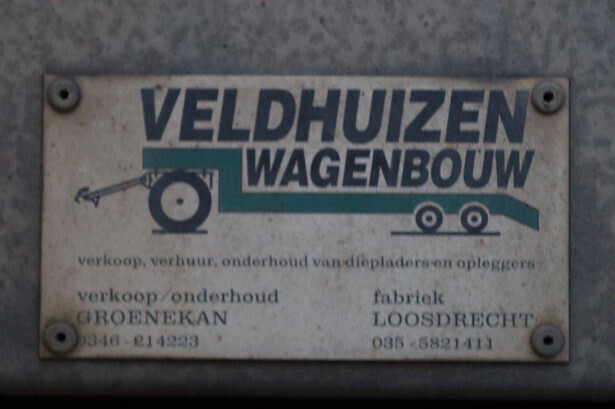 VELDHUIZEN
WAGENBOUW
verkoop, verhuur, onderhoud van diepladers en opleggers
verkoop/onderhoud
GROENEKAN
0346-214223
fabriek
LOOSDRECHT
035-5821411